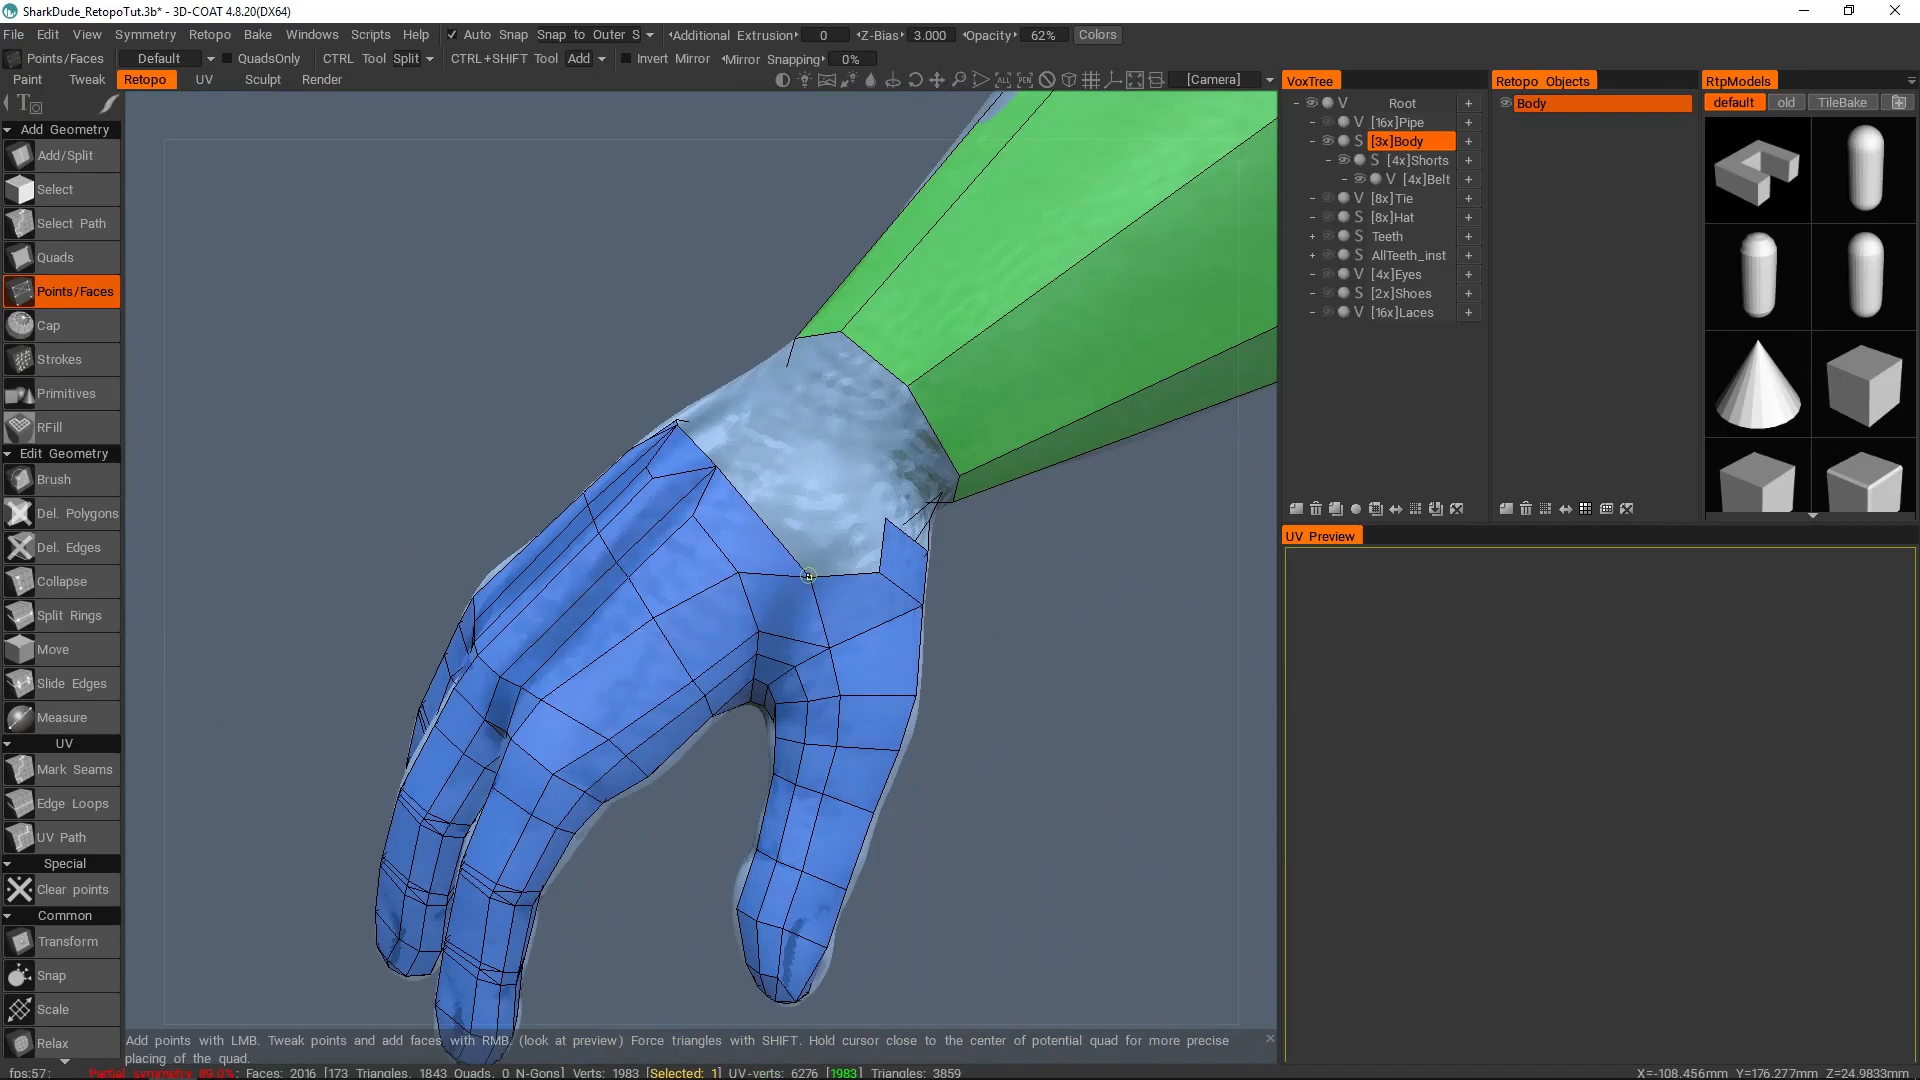 SharkDude_RetopoTut.3b* - 3D-COAT 4.8.20(DX64)
File Edit View Symmetry Retopo Bake Windows Scripts Help Auto Snap Snap to Outer S Additional Extrusion 0 Z-Bias 3.000 Opacity 62% Colors
Points/Faces Default QuadsOnly CTRL Tool Split CTRL+SHIFT Tool Add Invert Mirror Mirror Snapping 0%
Paint Tweak Retopo UV Sculpt Render [Camera]
Add Geometry
Add/Split
Select
Select Path
Quads
Points/Faces
Cap
Strokes
Primitives
RFill
Edit Geometry
Brush
Del. Polygons
Del. Edges
Collapse
Split Rings
Move
Slide Edges
Measure
UV
Mark Seams
Edge Loops
UV Path
Special
Clear points
Common
Transform
Snap
Scale
Relax
VoxTree
Root
V [16x]Pipe
S [3x]Body
S [4x]Shorts
V [4x]Belt
V [8x]Tie
S [8x]Hat
S Teeth
S AllTeeth_inst
V [4x]Eyes
S [2x]Shoes
V [16x]Laces
Retopo Objects
Body
RtpModels
default old TileBake
UV Preview
Add points with LMB. Tweak points and add faces with RMB. (look at preview) Force triangles with SHIFT. Hold cursor close to the center of potential quad for more precise
placing of the quad.
fps:57; Partial symmetry 89.0%; Faces: 2016 [173 Triangles, 1843 Quads, 0 N-Gons] Verts: 1983 [Selected: 1] UV-verts: 6276 [1983] Triangles: 3859 X=-108.456mm Y=176.277mm Z=24.9833mm